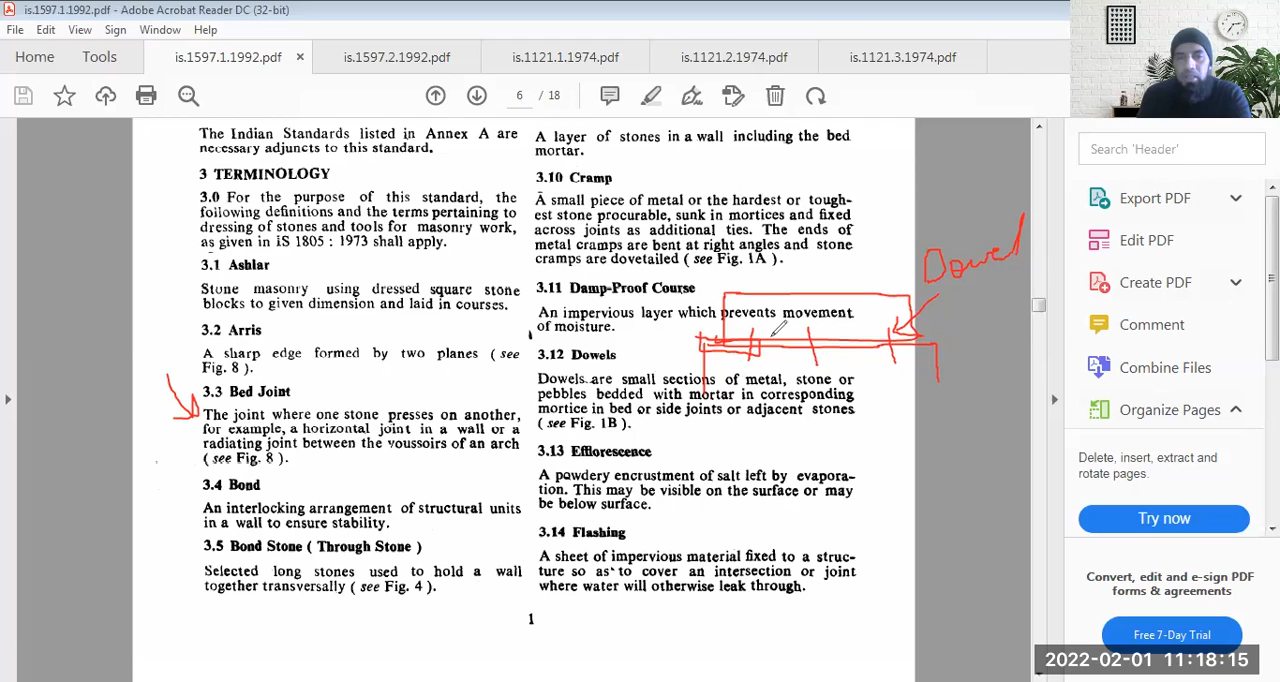 is.1597.1.1992.pdf - Adobe Acrobat Reader DC (32-bit)
File Edit View Sign Window Help
Home Tools is.1597.1.1992.pdf × is.1597.2.1992.pdf is.1121.1.1974.pdf is.1121.2.1974.pdf is.1121.3.1974.pdf
6 / 18
The Indian Standards listed in Annex A are
necessary adjuncts to this standard.
3 TERMINOLOGY
3.0 For the purpose of this standard, the
following definitions and the terms pertaining to
dressing of stones and tools for masonry work,
as given in IS 1805 : 1973 shall apply.
3.1 Ashlar
Stone masonry using dressed square stone
blocks to given dimension and laid in courses.
3.2 Arris
A sharp edge formed by two planes ( see
Fig. 8 ).
3.3 Bed Joint
The joint where one stone presses on another,
for example, a horizontal joint in a wall or a
radiating joint between the voussoirs of an arch
( see Fig. 8 ).
3.4 Bond
An interlocking arrangement of structural units
in a wall to ensure stability.
3.5 Bond Stone ( Through Stone )
Selected long stones used to hold a wall
together transversally ( see Fig. 4 ).
A layer of stones in a wall including the bed
mortar.
3.10 Cramp
A small piece of metal or the hardest or tough-
est stone procurable, sunk in mortices and fixed
across joints as additional ties. The ends of
metal cramps are bent at right angles and stone
cramps are dovetailed ( see Fig. 1A ).
3.11 Damp-Proof Course
An impervious layer which prevents movement
of moisture.
3.12 Dowels
Dowels are small sections of metal, stone or
pebbles bedded with mortar in corresponding
mortice in bed or side joints or adjacent stones
( see Fig. 1B ).
3.13 Efflorescence
A powdery encrustment of salt left by evapora-
tion. This may be visible on the surface or may
be below surface.
3.14 Flashing
A sheet of impervious material fixed to a struc-
ture so as to cover an intersection or joint
where water will otherwise leak through.
1
Dowel
Search 'Header'
Export PDF
Edit PDF
Create PDF
Comment
Combine Files
Organize Pages
Delete, insert, extract and
rotate pages.
Try now
Convert, edit and e-sign PDF
forms & agreements
Free 7-Day Trial
2022-02-01 11:18:15